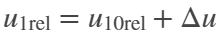 u1rel = u10rel + Δu